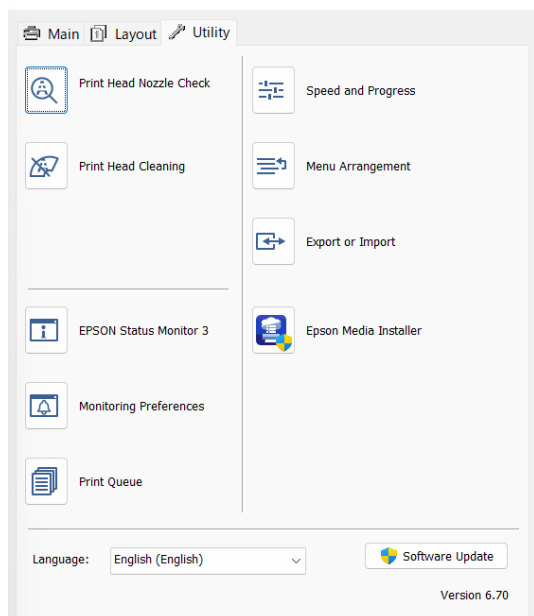 Main Layout Utility
Print Head Nozzle Check
Speed and Progress
Print Head Cleaning
Menu Arrangement
Export or Import
EPSON Status Monitor 3
Epson Media Installer
Monitoring Preferences
Print Queue
Language: English (English) Software Update
Version 6.70